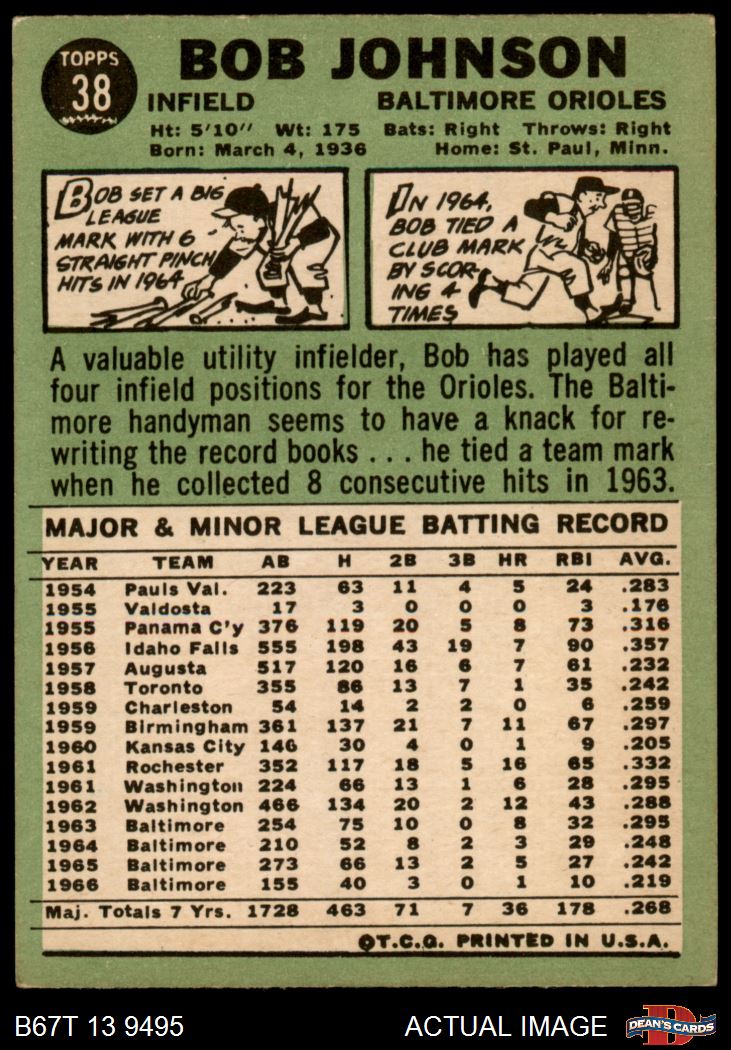 TOPPS
38
BOB JOHNSON
INFIELD BALTIMORE ORIOLES
Ht: 5'10" Wt: 175 Bats: Right Throws: Right
Born: March 4, 1936 Home: St. Paul, Minn.
BOB SET A BIG
LEAGUE
MARK WITH 6
STRAIGHT PINCH
HITS IN 1964
IN 1964,
BOB TIED A
CLUB MARK
BY SCOR-
ING 4
TIMES
A valuable utility infielder, Bob has played all
four infield positions for the Orioles. The Balti-
more handyman seems to have a knack for re-
writing the record books . . . he tied a team mark
when he collected 8 consecutive hits in 1963.
MAJOR & MINOR LEAGUE BATTING RECORD
YEAR TEAM AB H 2B 3B HR RBI AVG.
1954 Pauls Val. 223 63 11 4 5 24 .283
1955 Valdosta 17 3 0 0 0 3 .176
1955 Panama C'y 376 119 20 5 8 73 .316
1956 Idaho Falls 555 198 43 19 7 90 .357
1957 Augusta 517 120 16 6 7 61 .232
1958 Toronto 355 86 13 7 1 35 .242
1959 Charleston 54 14 2 2 0 6 .259
1959 Birmingham 361 137 21 7 11 67 .297
1960 Kansas City 146 30 4 0 1 9 .205
1961 Rochester 352 117 18 5 16 65 .332
1961 Washington 224 66 13 1 6 28 .295
1962 Washington 466 134 20 2 12 43 .288
1963 Baltimore 254 75 10 0 8 32 .295
1964 Baltimore 210 52 8 2 3 29 .248
1965 Baltimore 273 66 13 2 5 27 .242
1966 Baltimore 155 40 3 0 1 10 .219
Maj. Totals 7 Yrs. 1728 463 71 7 36 178 .268
©T.C.G. PRINTED IN U.S.A.
B67T 13 9495 ACTUAL IMAGE
D
DEAN'S CARDS